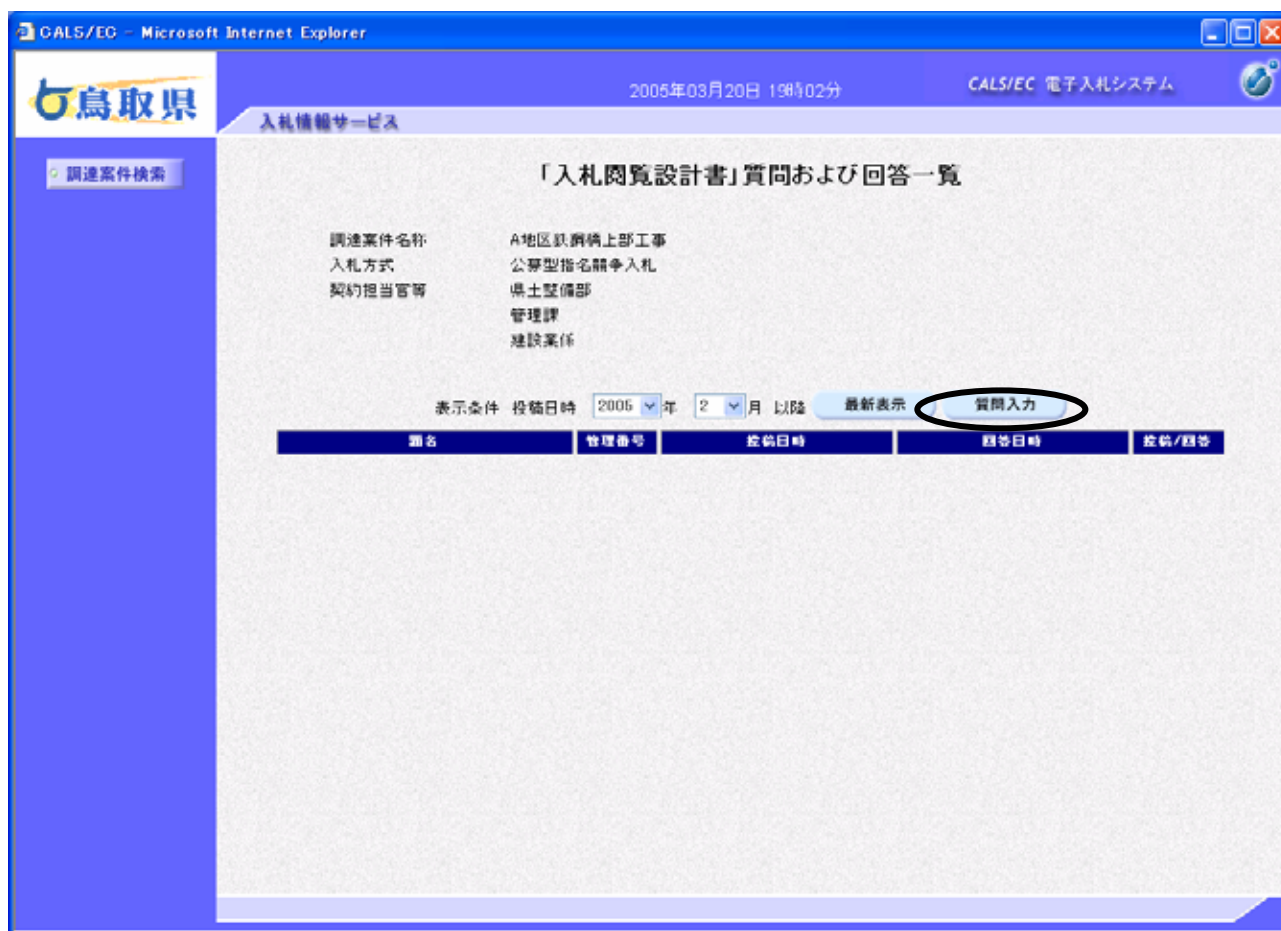 CALS/EC - Microsoft Internet Explorer
鳥取県
2005年03月20日 19時02分
CALS/EC 電子入札システム
入札情報サービス
調達案件検索
「入札閲覧設計書」質問および回答一覧
調達案件名称 A地区鉄鋼橋上部工事
入札方式 公募型指名競争入札
契約担当官等 県土整備部
管理課
建設業係
表示条件 投稿日時 2005 年 2 月 以降 最新表示 質問入力
題名 管理番号 投稿日時 回答日時 投稿/回答